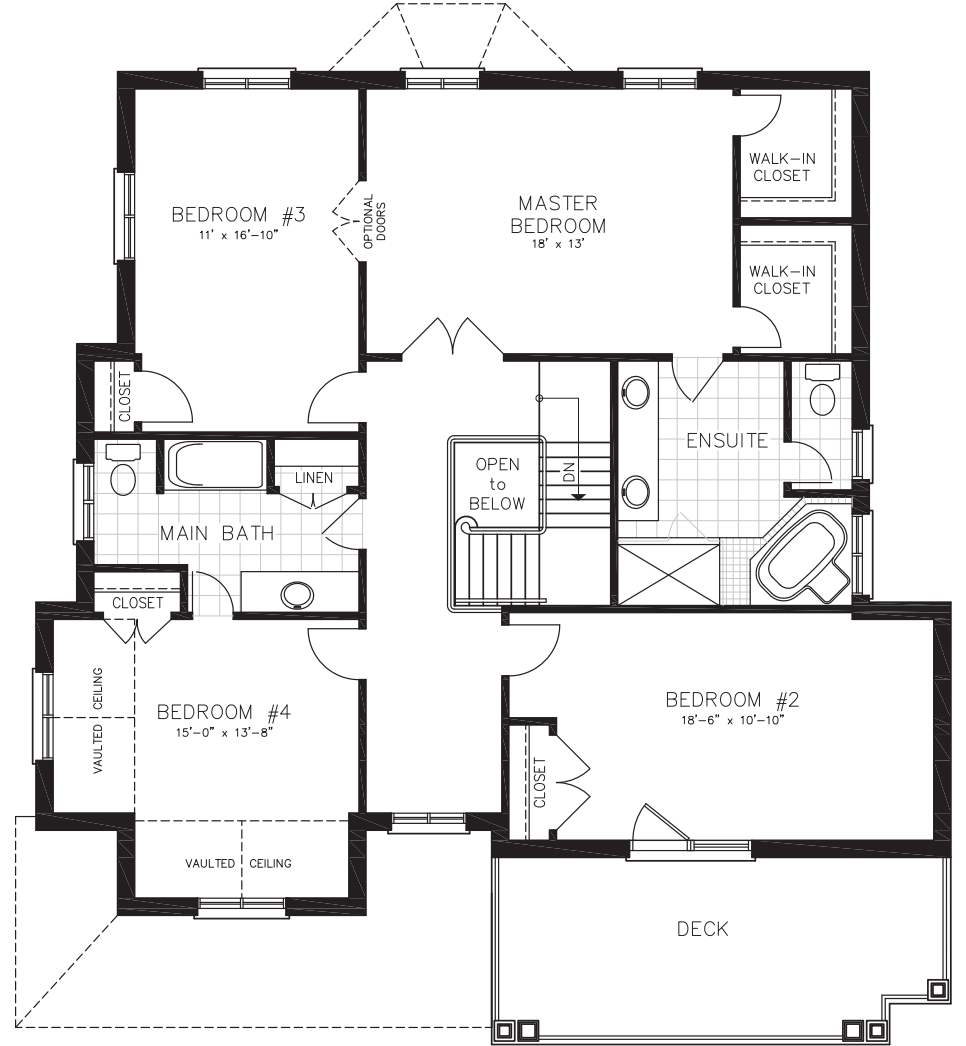 WALK-IN
CLOSET
BEDROOM #3
11' x 16'-10"
OPTIONAL
DOORS
MASTER
BEDROOM
18' x 13'
WALK-IN
CLOSET
CLOSET
ENSUITE
OPEN
to
BELOW
DN
LINEN
MAIN BATH
CLOSET
VAULTED CEILING
BEDROOM #4
15'-0" x 13'-8"
BEDROOM #2
18'-6" x 10'-10"
CLOSET
VAULTED CEILING
DECK